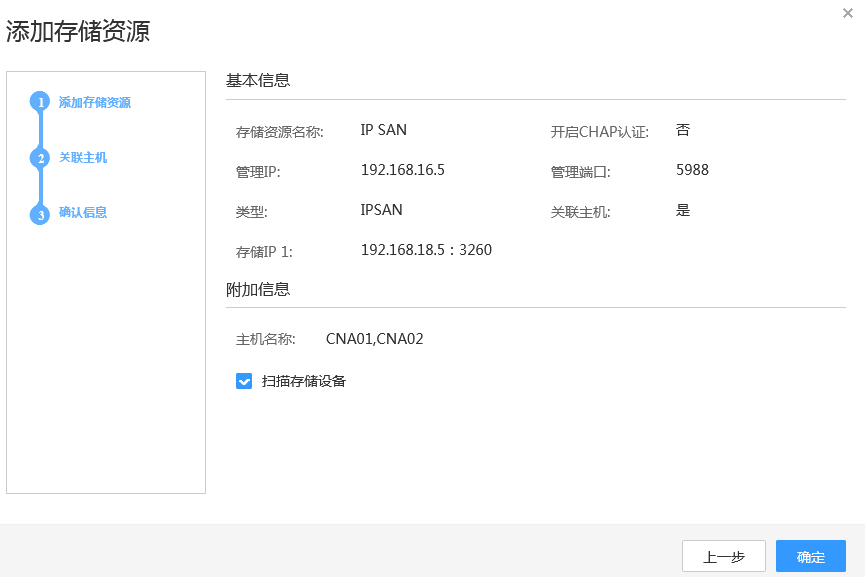 添加存储资源
1 添加存储资源
2 关联主机
3 确认信息
基本信息
存储资源名称: IP SAN 开启CHAP认证: 否
管理IP: 192.168.16.5 管理端口: 5988
类型: IPSAN 关联主机: 是
存储IP 1: 192.168.18.5 : 3260
附加信息
主机名称: CNA01,CNA02
扫描存储设备
上一步 确定